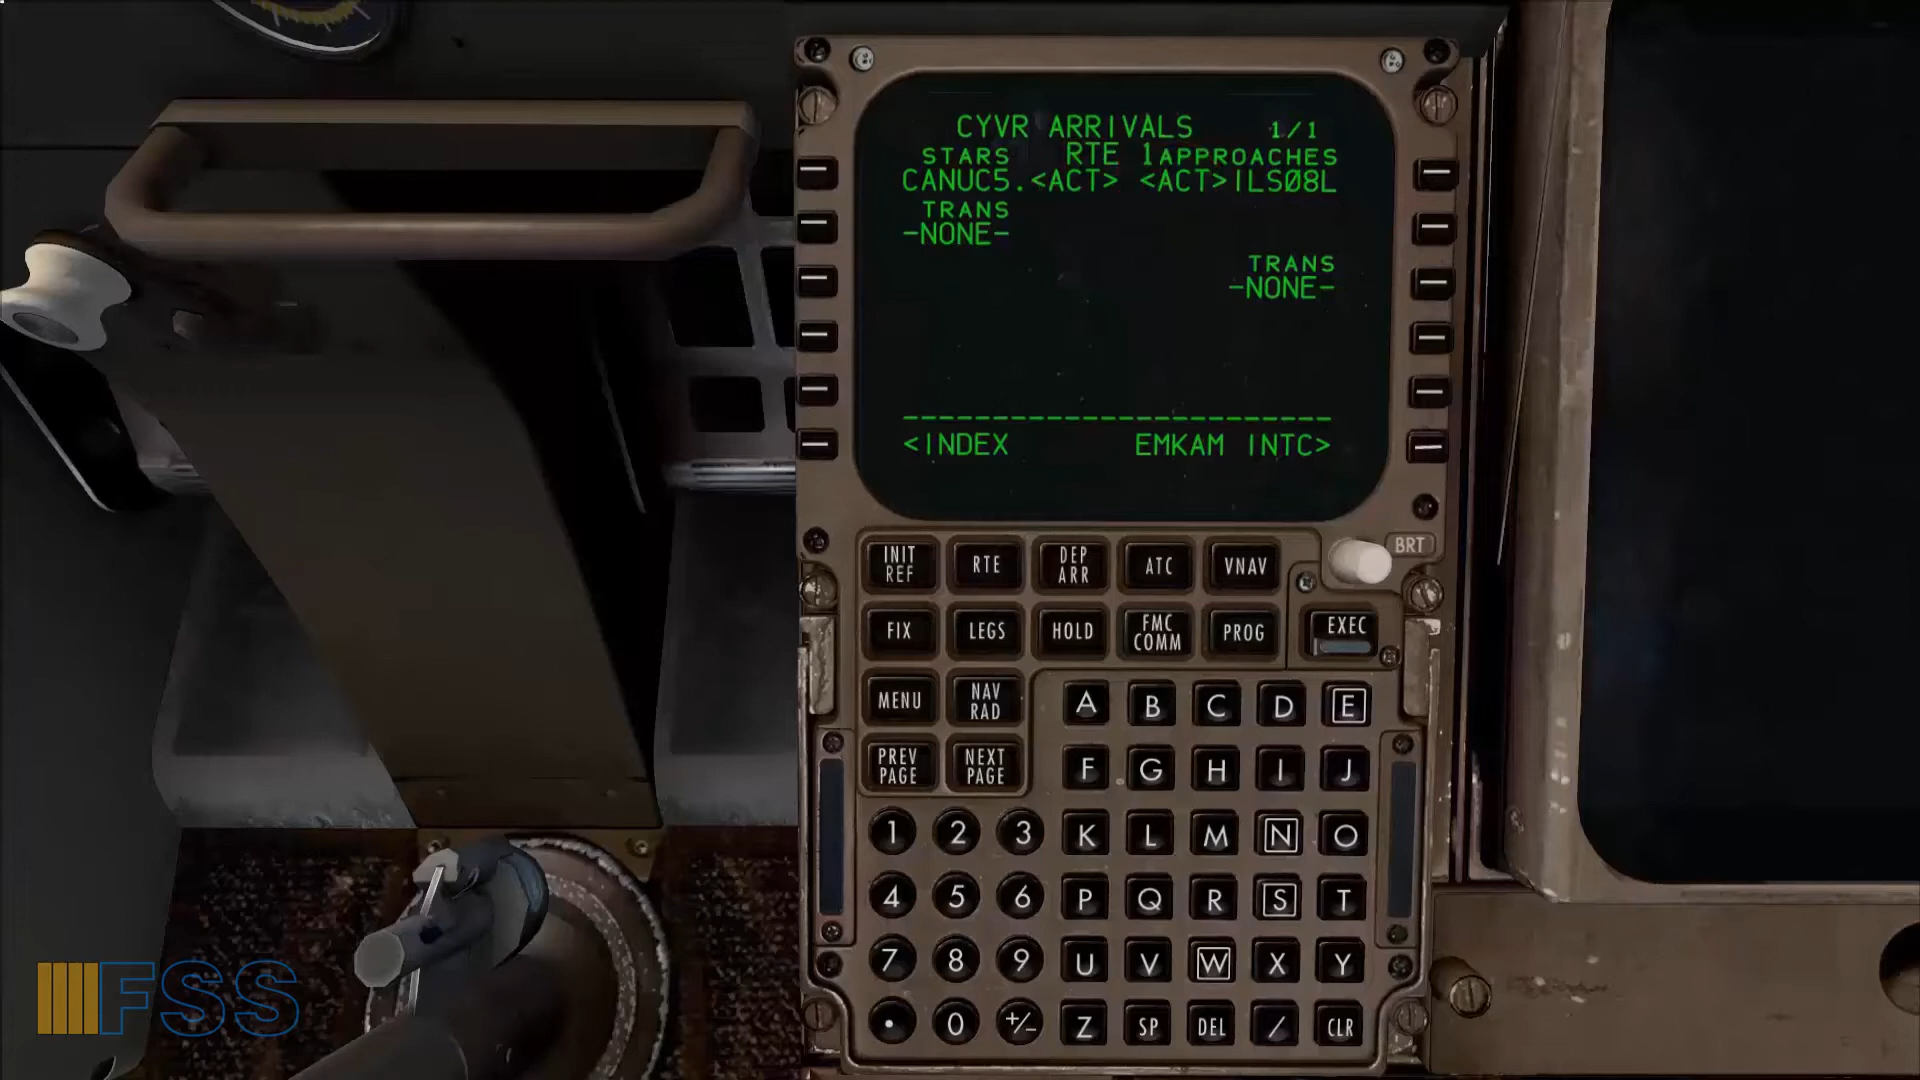 CYVR ARRIVALS 1/1
STARS RTE 1 APPROACHES
CANUC5.<ACT> <ACT>ILS08L
TRANS
-NONE-
TRANS
-NONE-
<INDEX EMKAM INTC>
BRT
INIT REF RTE DEP ARR ATC VNAV
FIX LEGS HOLD FMC COMM PROG EXEC
MENU NAV RAD A B C D E
PREV PAGE NEXT PAGE F G H I J
1 2 3 K L M N O
4 5 6 P Q R S T
7 8 9 U V W X Y
. 0 +/- Z SP DEL / CLR
FSS